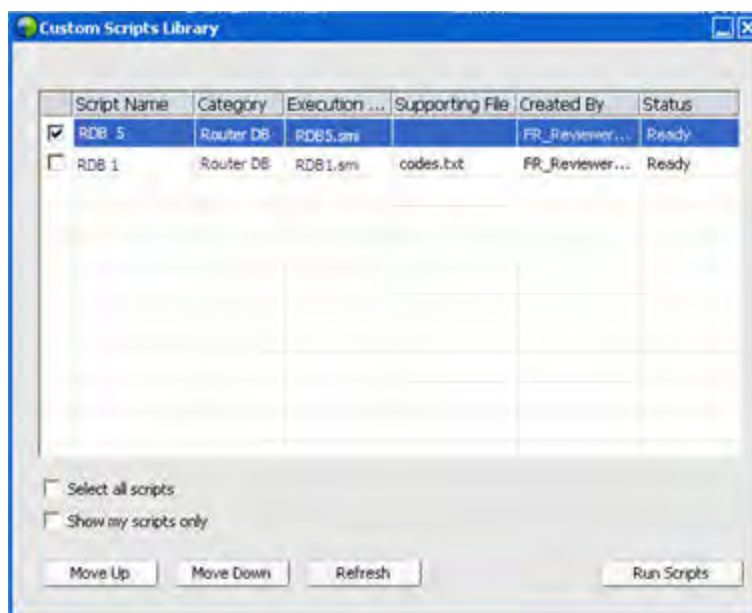 Custom Scripts Library
Script Name Category Execution ... Supporting File Created By Status
RDB 5 Router DB RDB5.smi FR_Reviewer... Ready
RDB 1 Router DB RDB1.smi codes.txt FR_Reviewer... Ready
Select all scripts
Show my scripts only
Move Up Move Down Refresh Run Scripts